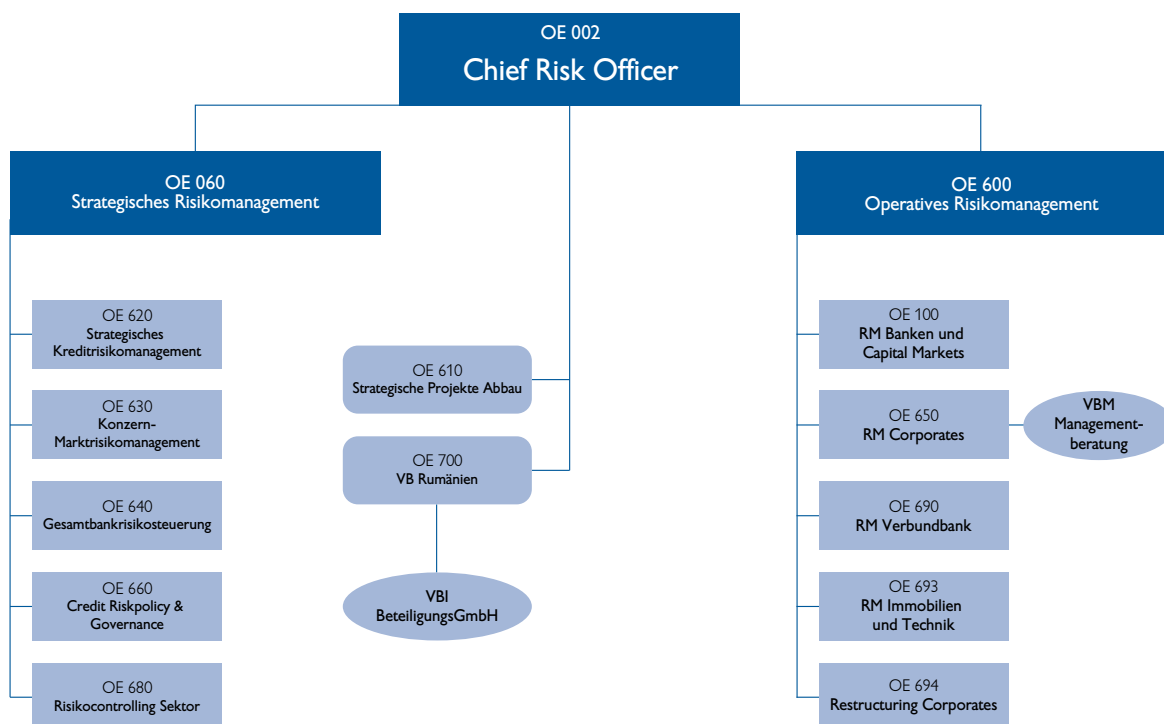 OE 002
Chief Risk Officer
OE 060
Strategisches Risikomanagement
OE 600
Operatives Risikomanagement
OE 620
Strategisches
Kreditrisikomanagement
OE 630
Konzern-
Marktrisikomanagement
OE 640
Gesamtbankrisikosteuerung
OE 660
Credit Riskpolicy &
Governance
OE 680
Risikocontrolling Sektor
OE 610
Strategische Projekte Abbau
OE 700
VB Rumänien
VBI
BeteiligungsGmbH
OE 100
RM Banken und
Capital Markets
OE 650
RM Corporates
VBM
Management-
beratung
OE 690
RM Verbundbank
OE 693
RM Immobilien
und Technik
OE 694
Restructuring Corporates